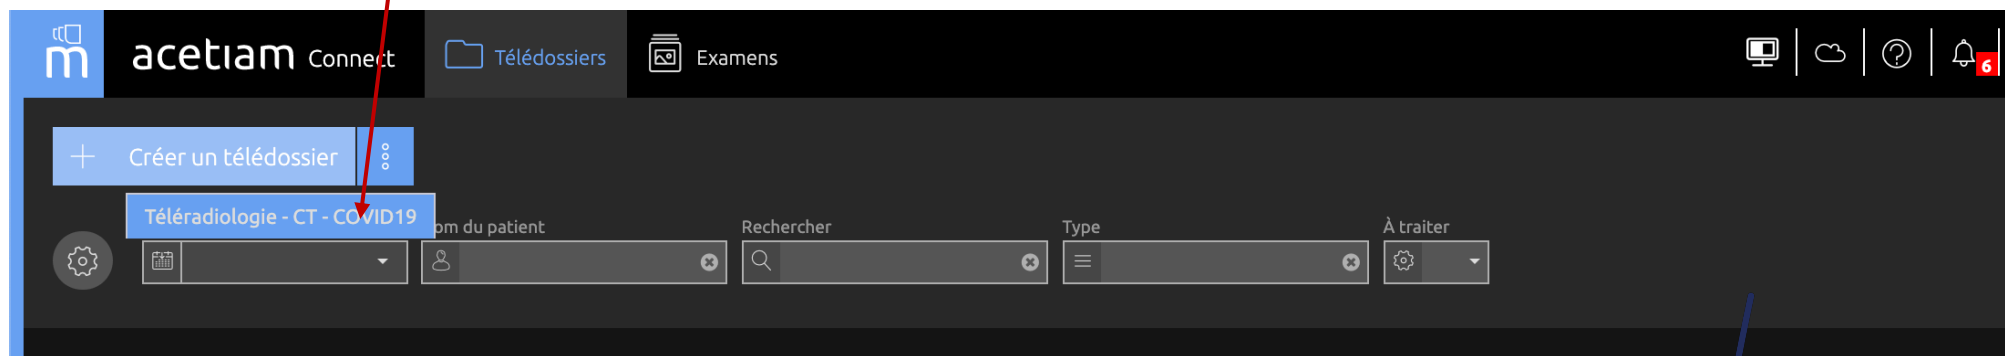 m acetiam Connect Télédossiers Examens 6
Créer un télédossier
Téléradiologie - CT - COVID19
om du patient Rechercher Type À traiter